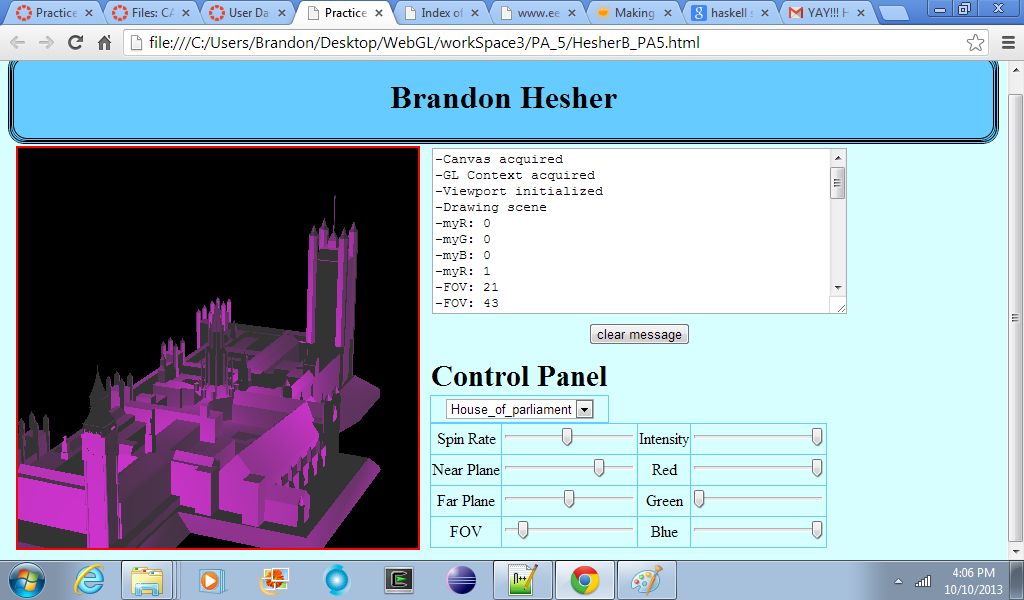 Practice
Files: CA
User Da
Practice
Index of
www.ee
Making
haskell s
YAY!!! H
file:///C:/Users/Brandon/Desktop/WebGL/workSpace3/PA_5/HesherB_PA5.html
Brandon Hesher
-Canvas acquired
-GL Context acquired
-Viewport initialized
-Drawing scene
-myR: 0
-myG: 0
-myB: 0
-myR: 1
-FOV: 21
-FOV: 43
clear message
Control Panel
House_of_parliament
Spin Rate Intensity
Near Plane Red
Far Plane Green
FOV Blue
4:06 PM
10/10/2013